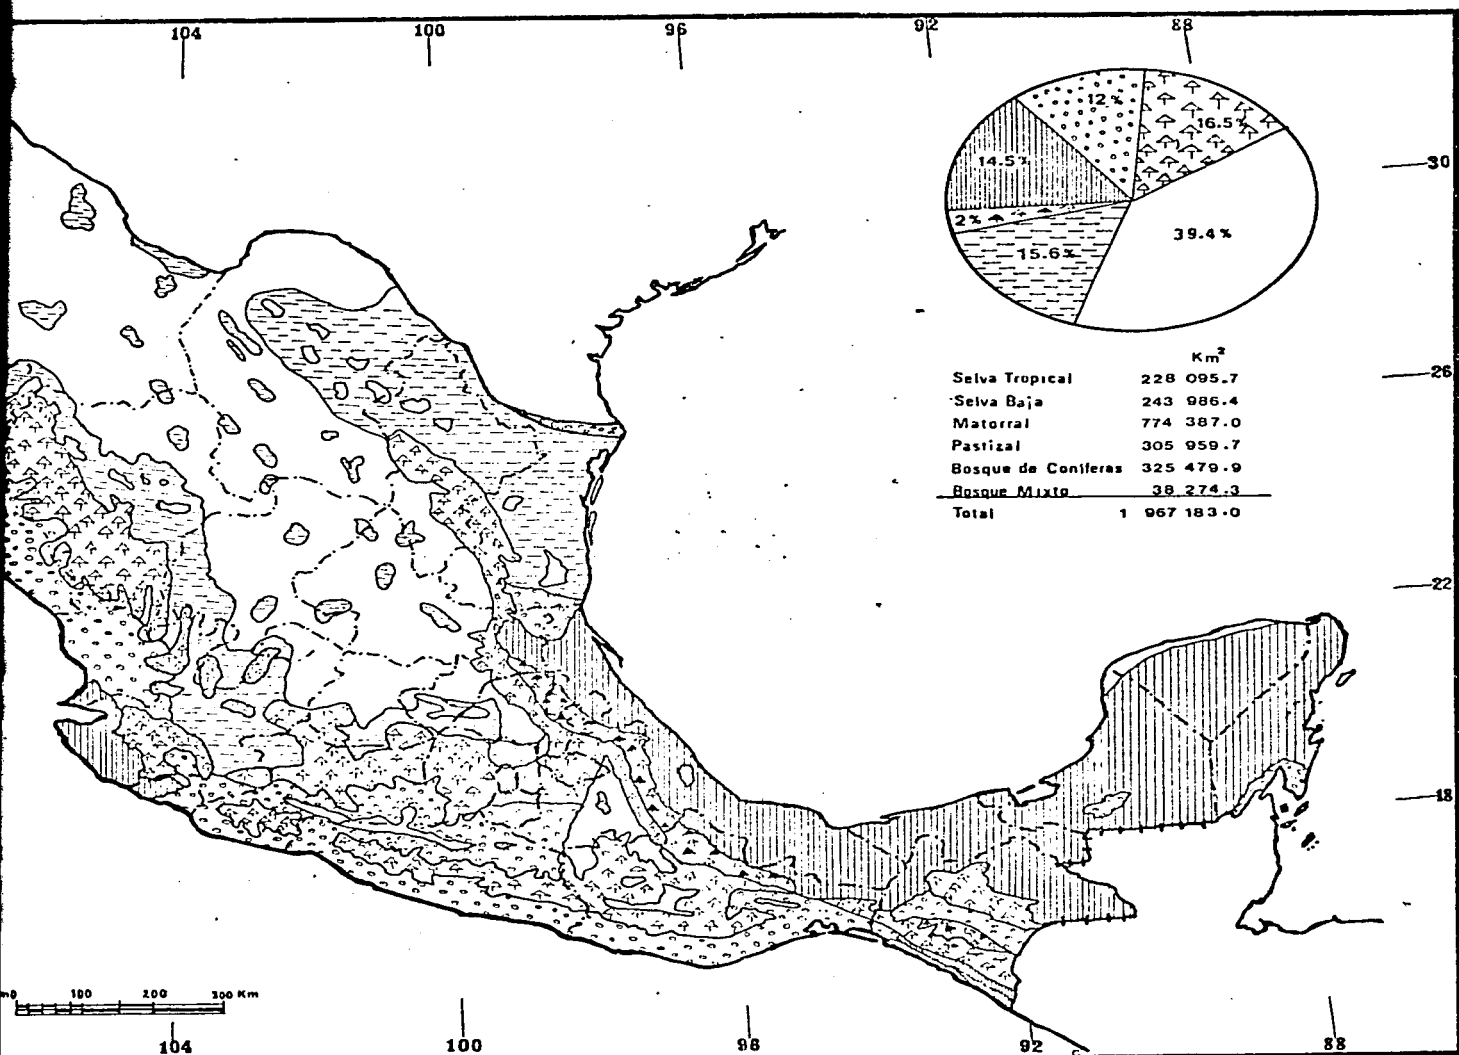 104 100 96 92 88
12%
16.5%
14.5%
30
2%
39.4%
15.6%
Km²
Selva Tropical 228 095.7
26
Selva Baja 243 986.4
Matorral 774 387.0
Pastizal 305 959.7
Bosque de Coniferas 325 479.9
Bosque Mixto 38 274.3
Total 1 967 183.0
22
18
100 200 300 Km
104 100 96 92 88